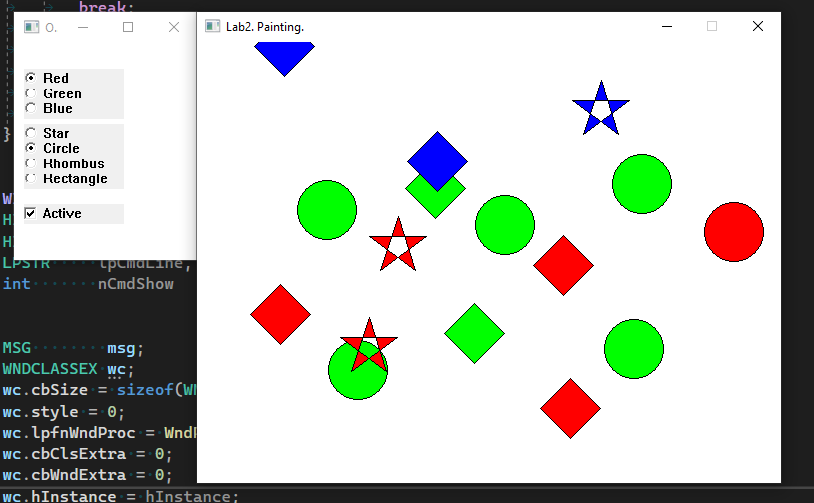 break;
O.
Lab2. Painting.
Red
Green
Blue
Star
}
Circle
Rhombus
Rectangle
W
H
Active
H
LPSTR lpCmdLine,
int nCmdShow
MSG msg;
WNDCLASSEX wc;
wc.cbSize = sizeof(WN
wc.style = 0;
wc.lpfnWndProc = WndP
wc.cbClsExtra = 0;
wc.cbWndExtra = 0;
wc.hInstance = hInstance;